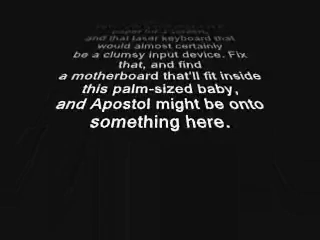 and that laser keyboard that
would almost certainly
be a clumsy input device. Fix
that, and find
a motherboard that'll fit inside
this palm-sized baby,
and Apostol might be onto
something here.